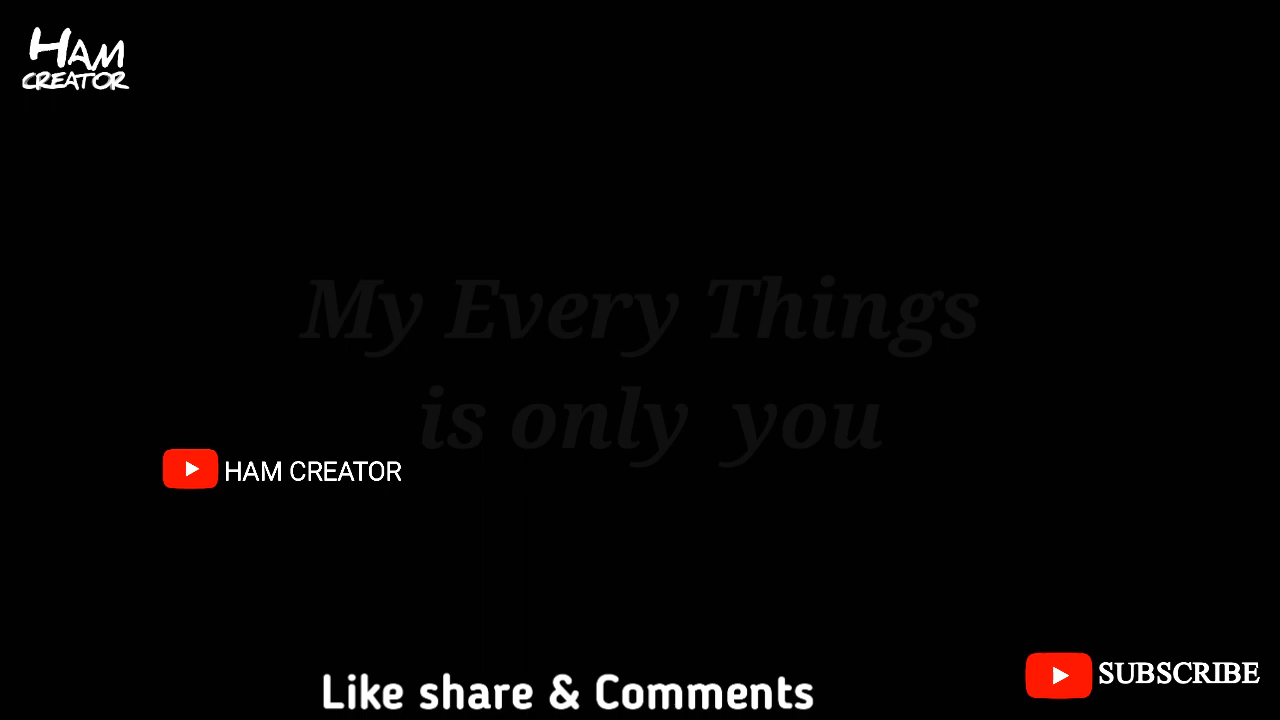 HAM
CREATOR
My Every Things
is only you
HAM CREATOR
Like share & Comments
SUBSCRIBE